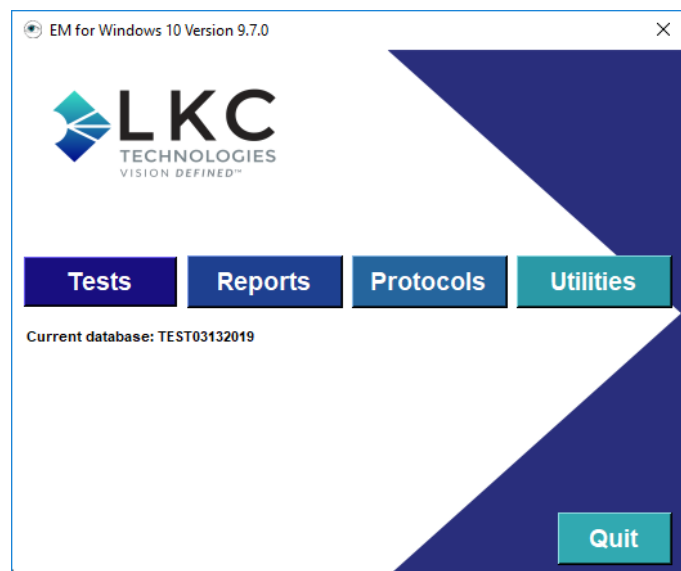 EM for Windows 10 Version 9.7.0
LKC
TECHNOLOGIES
VISION DEFINED™
Tests Reports Protocols Utilities
Current database: TEST03132019
Quit